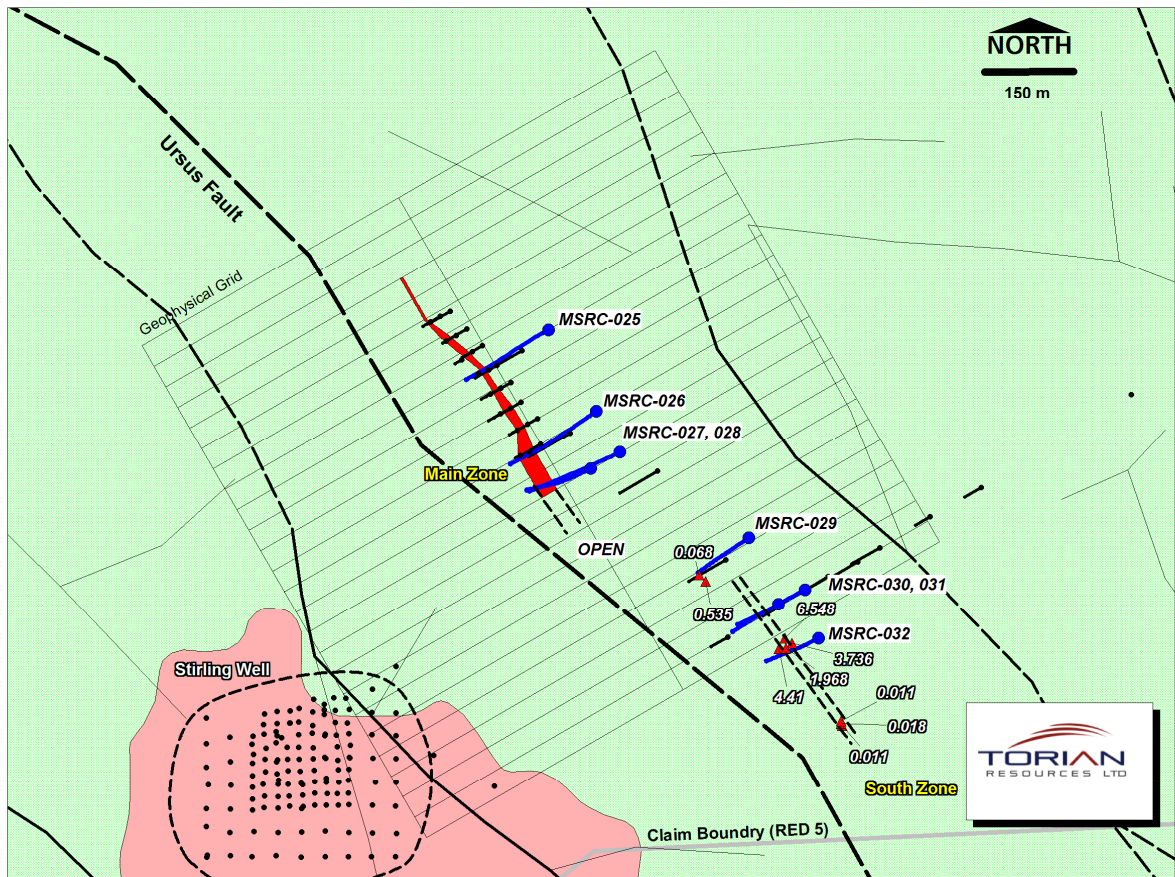 NORTH
150 m
Ursus Fault
Geophysical Grid
MSRC-025
MSRC-026
MSRC-027, 028
Main Zone
MSRC-029
OPEN
0.068
MSRC-030, 031
0.535
6.548
MSRC-032
3.736
Stirling Well
1.968
4.41
0.011
0.018
0.011
TORIAN
RESOURCES LTD
South Zone
Claim Boundry (RED 5)